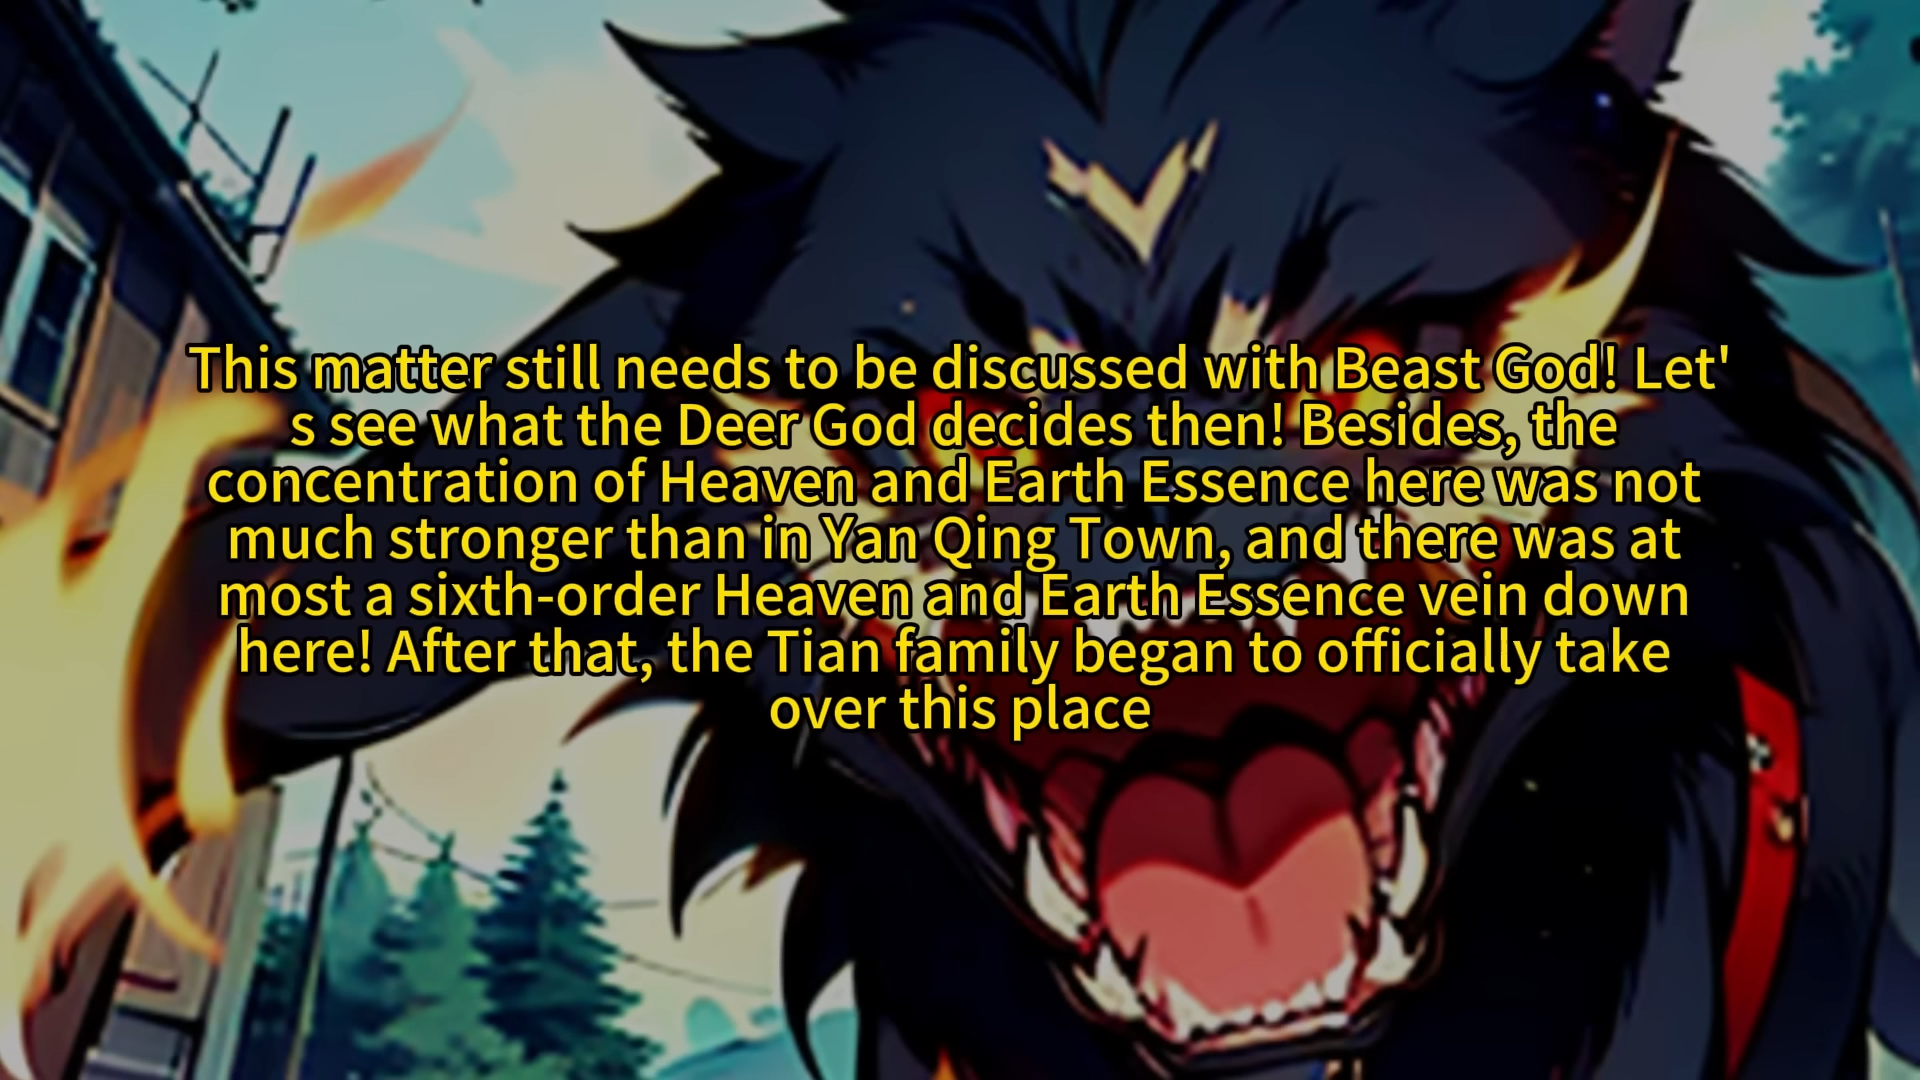 This matter still needs to be discussed with Beast God! Let'
s see what the Deer God decides then! Besides, the
concentration of Heaven and Earth Essence here was not
much stronger than in Yan Qing Town, and there was at
most a sixth-order Heaven and Earth Essence vein down
here! After that, the Tian family began to officially take
over this place